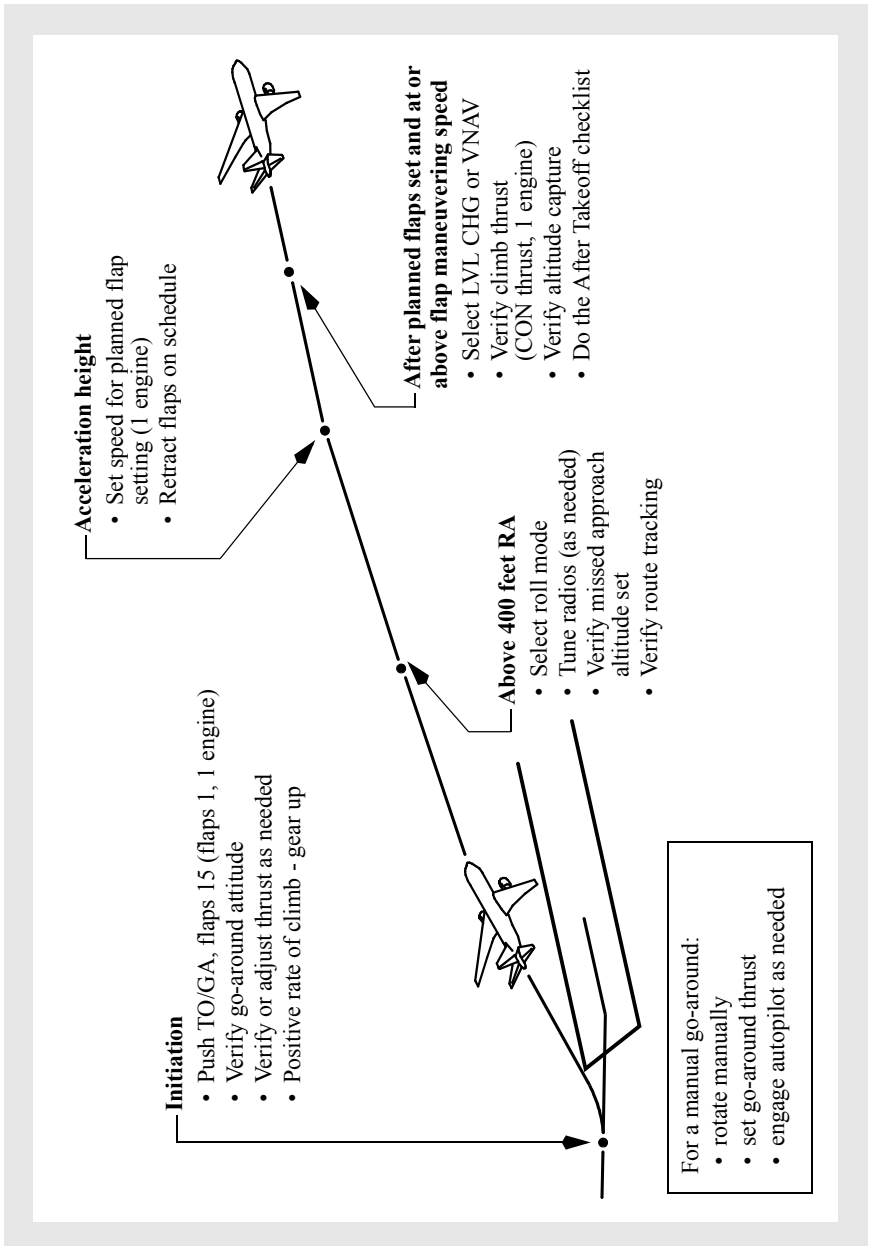 Initiation
• Push TO/GA, flaps 15 (flaps 1, 1 engine)
• Verify go-around attitude
• Verify or adjust thrust as needed
• Positive rate of climb - gear up
Acceleration height
• Set speed for planned flap
setting (1 engine)
• Retract flaps on schedule
Above 400 feet RA
• Select roll mode
• Tune radios (as needed)
• Verify missed approach
altitude set
• Verify route tracking
After planned flaps set and at or
above flap maneuvering speed
• Select LVL CHG or VNAV
• Verify climb thrust
(CON thrust, 1 engine)
• Verify altitude capture
• Do the After Takeoff checklist
For a manual go-around:
• rotate manually
• set go-around thrust
• engage autopilot as needed